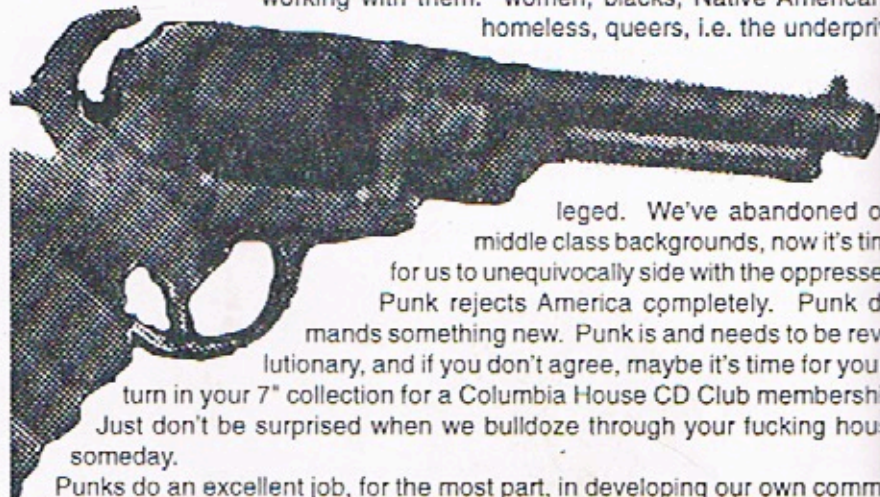 working with them. women, blacks, Native American
homeless, queers, i.e. the underpri
leged. We've abandoned o
middle class backgrounds, now it's tim
for us to unequivocally side with the oppresse
Punk rejects America completely. Punk d
mands something new. Punk is and needs to be rev
lutionary, and if you don't agree, maybe it's time for you
turn in your 7" collection for a Columbia House CD Club membershi
Just don't be surprised when we bulldoze through your fucking hous
someday.
Punks do an excellent job, for the most part, in developing our own comm